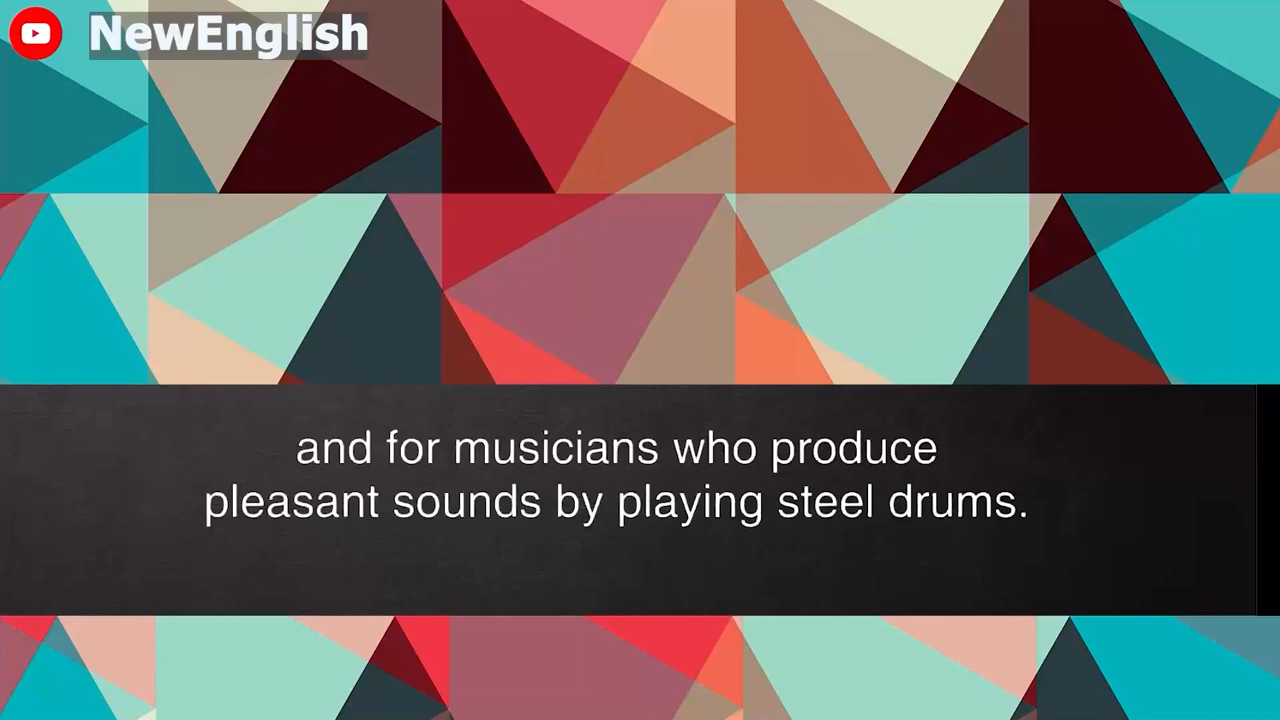 NewEnglish
and for musicians who produce
pleasant sounds by playing steel drums.